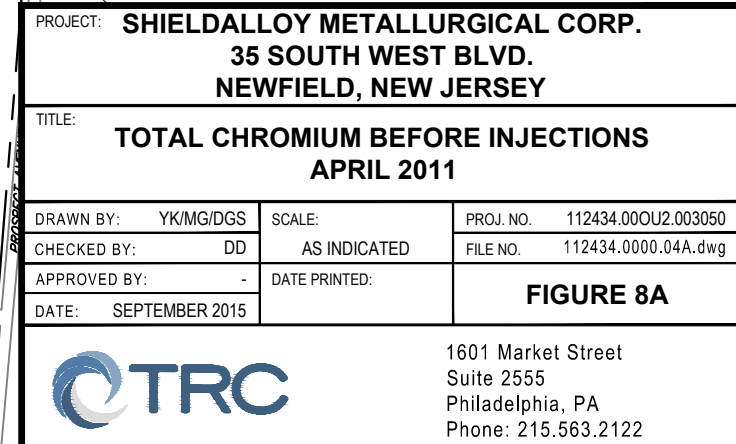 PROJECT: SHIELDALLOY METALLURGICAL CORP.
35 SOUTH WEST BLVD.
NEWFIELD, NEW JERSEY
TITLE:
TOTAL CHROMIUM BEFORE INJECTIONS
APRIL 2011
DRAWN BY: YK/MG/DGS
CHECKED BY: DD
APPROVED BY: -
DATE: SEPTEMBER 2015
SCALE:
AS INDICATED
DATE PRINTED:
PROJ. NO. 112434.00OU2.003050
FILE NO. 112434.0000.04A.dwg
FIGURE 8A
TRC
1601 Market Street
Suite 2555
Philadelphia, PA
Phone: 215.563.2122
PROSPECT